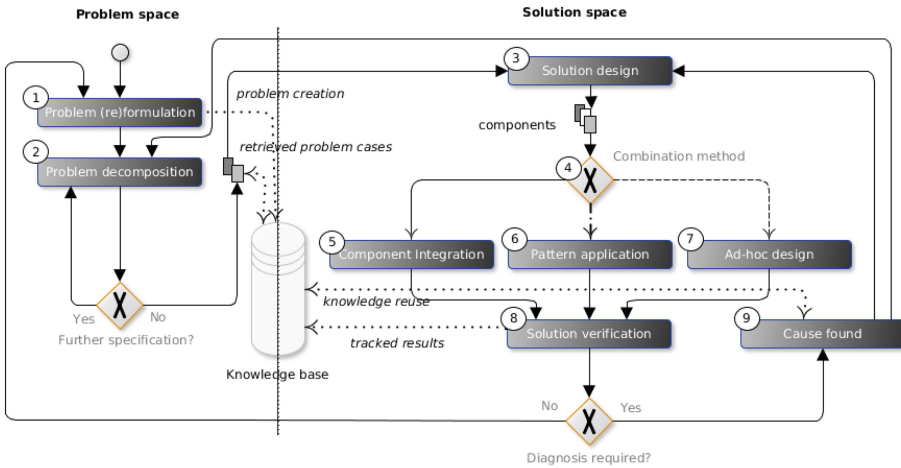 Problem space
Solution space
3
Solution design
problem creation
1
Problem (re)formulation
components
retrieved problem cases
Combination method
2
Problem decomposition
4
5
Component Integration
6
Pattern application
7
Ad-hoc design
knowledge reuse
8
Solution verification
9
Cause found
Yes
No
Further specification?
tracked results
Knowledge base
No
Yes
Diagnosis required?